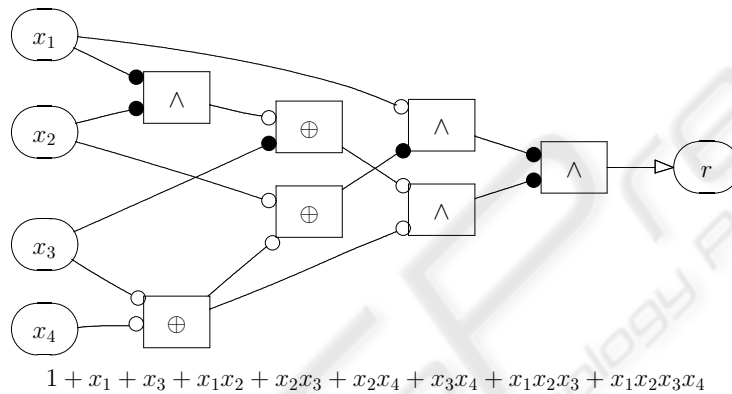 x₁
∧
x₂
⊕
∧
∧
r
⊕
∧
x₃
x₄
⊕
1 + x₁ + x₃ + x₁x₂ + x₂x₃ + x₂x₄ + x₃x₄ + x₁x₂x₃ + x₁x₂x₃x₄